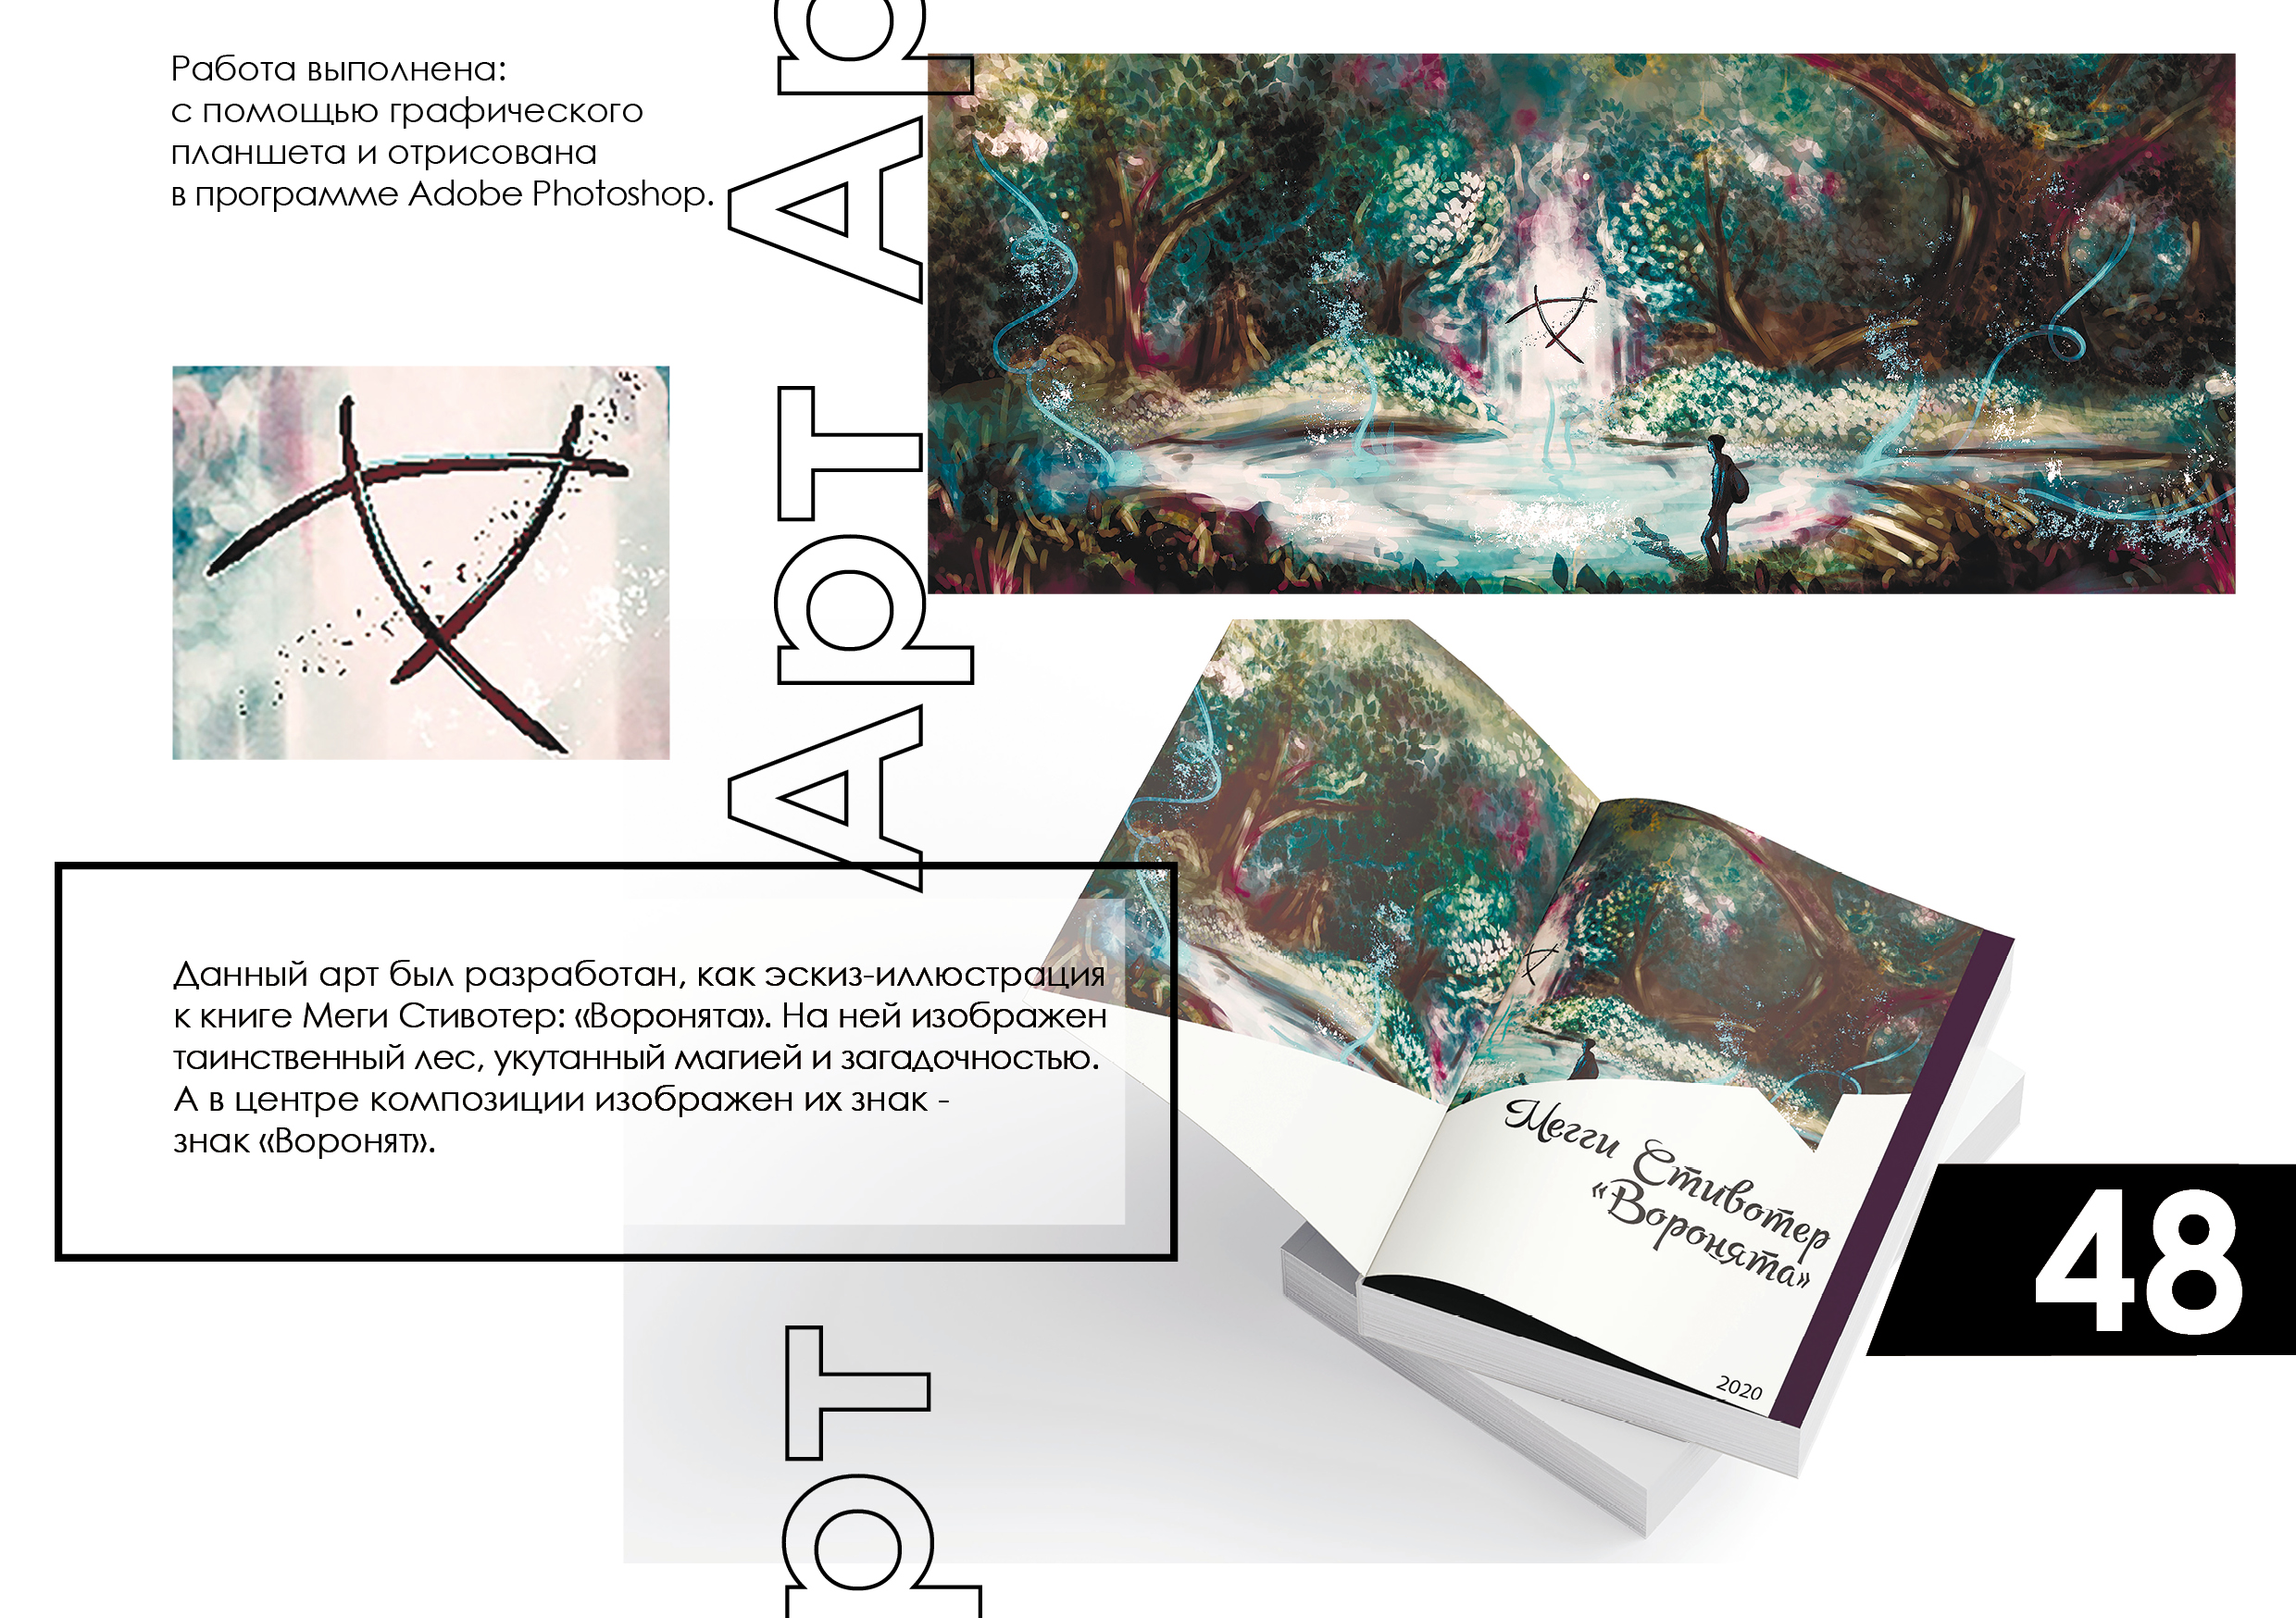 Работа выполнена:
с помощью графического
планшета и отрисована
в программе Adobe Photoshop.
Арт Арт
Данный арт был разработан, как эскиз-иллюстрация
к книге Меги Стивотер: «Воронята». На ней изображен
таинственный лес, укутанный магией и загадочностью.
А в центре композиции изображен их знак -
знак «Воронят».
Мегги Стивотер
«Воронята»
2020
48
рт